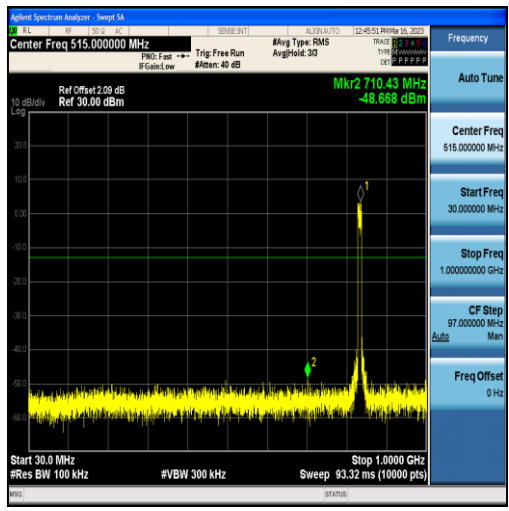 Agilent Spectrum Analyzer - Swept SA
RL RF 50 Ω AC SENSE:INT ALIGN AUTO 12:45:51 PM Mar 16, 2023
Center Freq 515.000000 MHz
PNO: Fast
IFGain:Low
Trig: Free Run
#Atten: 40 dB
#Avg Type: RMS
Avg|Hold: 3/3
TRACE 1 2 3 4 5 6
TYPE
DET P P P P P P
Frequency
Mkr2 710.43 MHz
-48.668 dBm
Ref Offset 2.09 dB
Ref 30.00 dBm
10 dB/div
Log
20.0
10.0
0.00
-10.0
-20.0
-30.0
-40.0
-50.0
-60.0
1
2
Auto Tune
Center Freq
515.000000 MHz
Start Freq
30.000000 MHz
Stop Freq
1.000000000 GHz
CF Step
97.000000 MHz
Auto Man
Freq Offset
0 Hz
Start 30.0 MHz Stop 1.0000 GHz
#Res BW 100 kHz #VBW 300 kHz Sweep 93.32 ms (10000 pts)
MSG STATUS